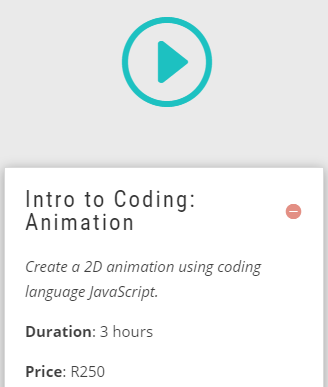 Intro to Coding:
Animation
Create a 2D animation using coding
language JavaScript.
Duration: 3 hours
Price: R250